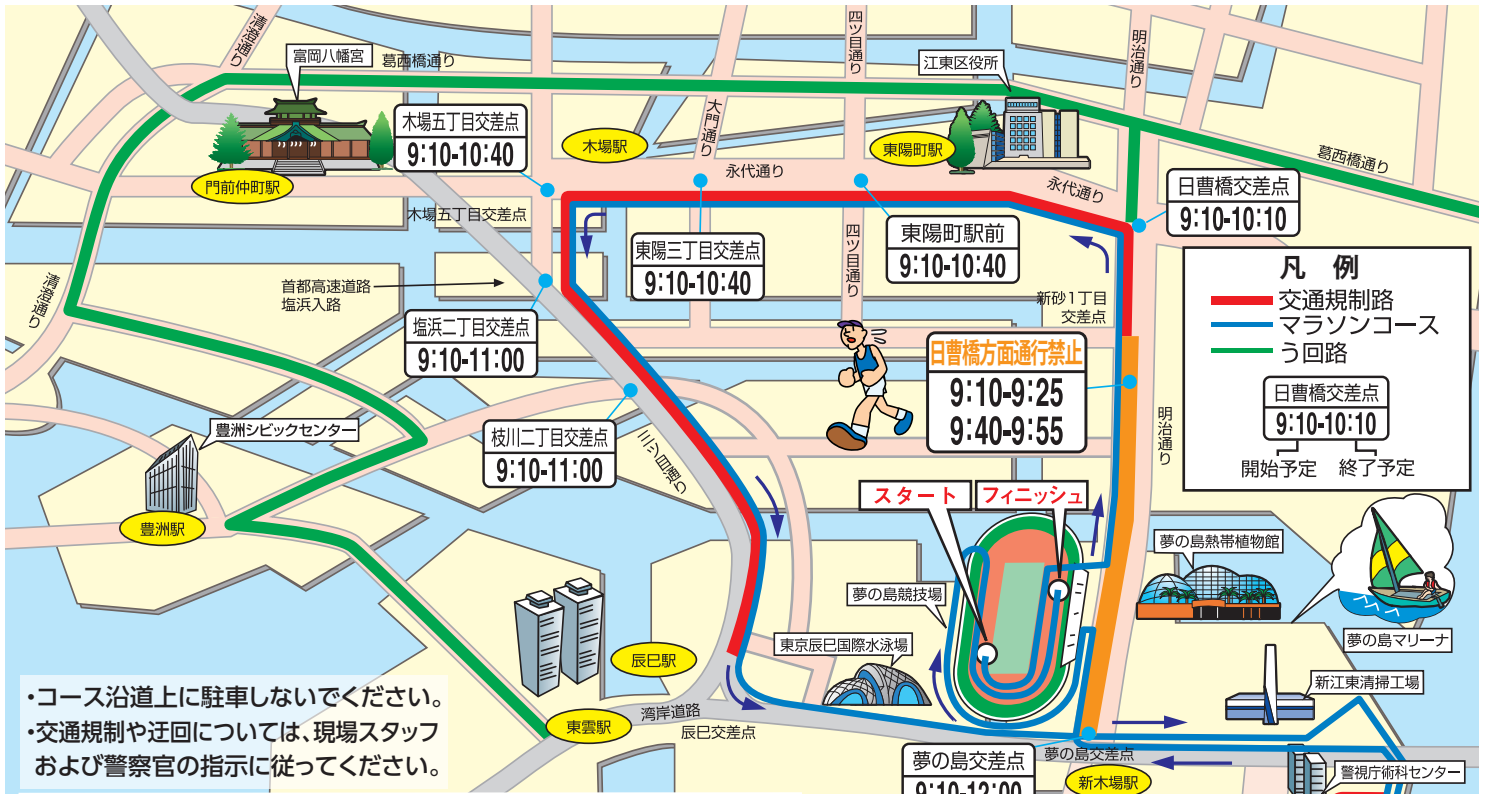 清澄通り
富岡八幡宮
葛西橋通り
四ツ目通り
江東区役所
明治通り
木場五丁目交差点
9:10-10:40
木場駅
大門通り
東陽町駅
葛西橋通り
門前仲町駅
永代通り
永代通り
日曹橋交差点
9:10-10:10
木場五丁目交差点
東陽三丁目交差点
9:10-10:40
四ツ目通り
東陽町駅前
9:10-10:40
清澄通り
首都高速道路
塩浜入路
新砂1丁目
交差点
凡 例
交通規制路
マラソンコース
う回路
日曹橋交差点
9:10-10:10
開始予定 終了予定
塩浜二丁目交差点
9:10-11:00
日曹橋方面通行禁止
9:10-9:25
9:40-9:55
豊洲シビックセンター
枝川二丁目交差点
9:10-11:00
三ツ目通り
明治通り
スタート
フィニッシュ
豊洲駅
夢の島熱帯植物館
夢の島競技場
夢の島マリーナ
東京辰巳国際水泳場
辰巳駅
新江東清掃工場
・コース沿道上に駐車しないでください。
・交通規制や迂回については、現場スタッフ
および警察官の指示に従ってください。
東雲駅
湾岸道路
辰巳交差点
夢の島交差点
9:10-12:00
夢の島交差点
新木場駅
警視庁術科センター